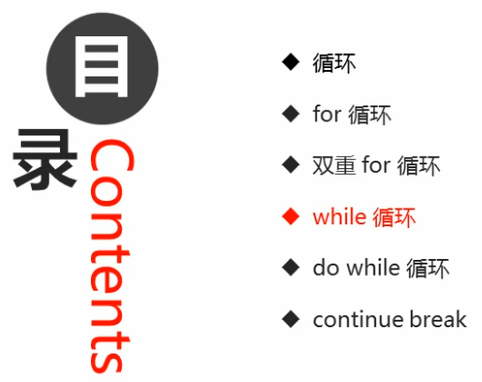 目录
Contents
◆ 循环
◆ for 循环
◆ 双重 for 循环
◆ while 循环
◆ do while 循环
◆ continue break